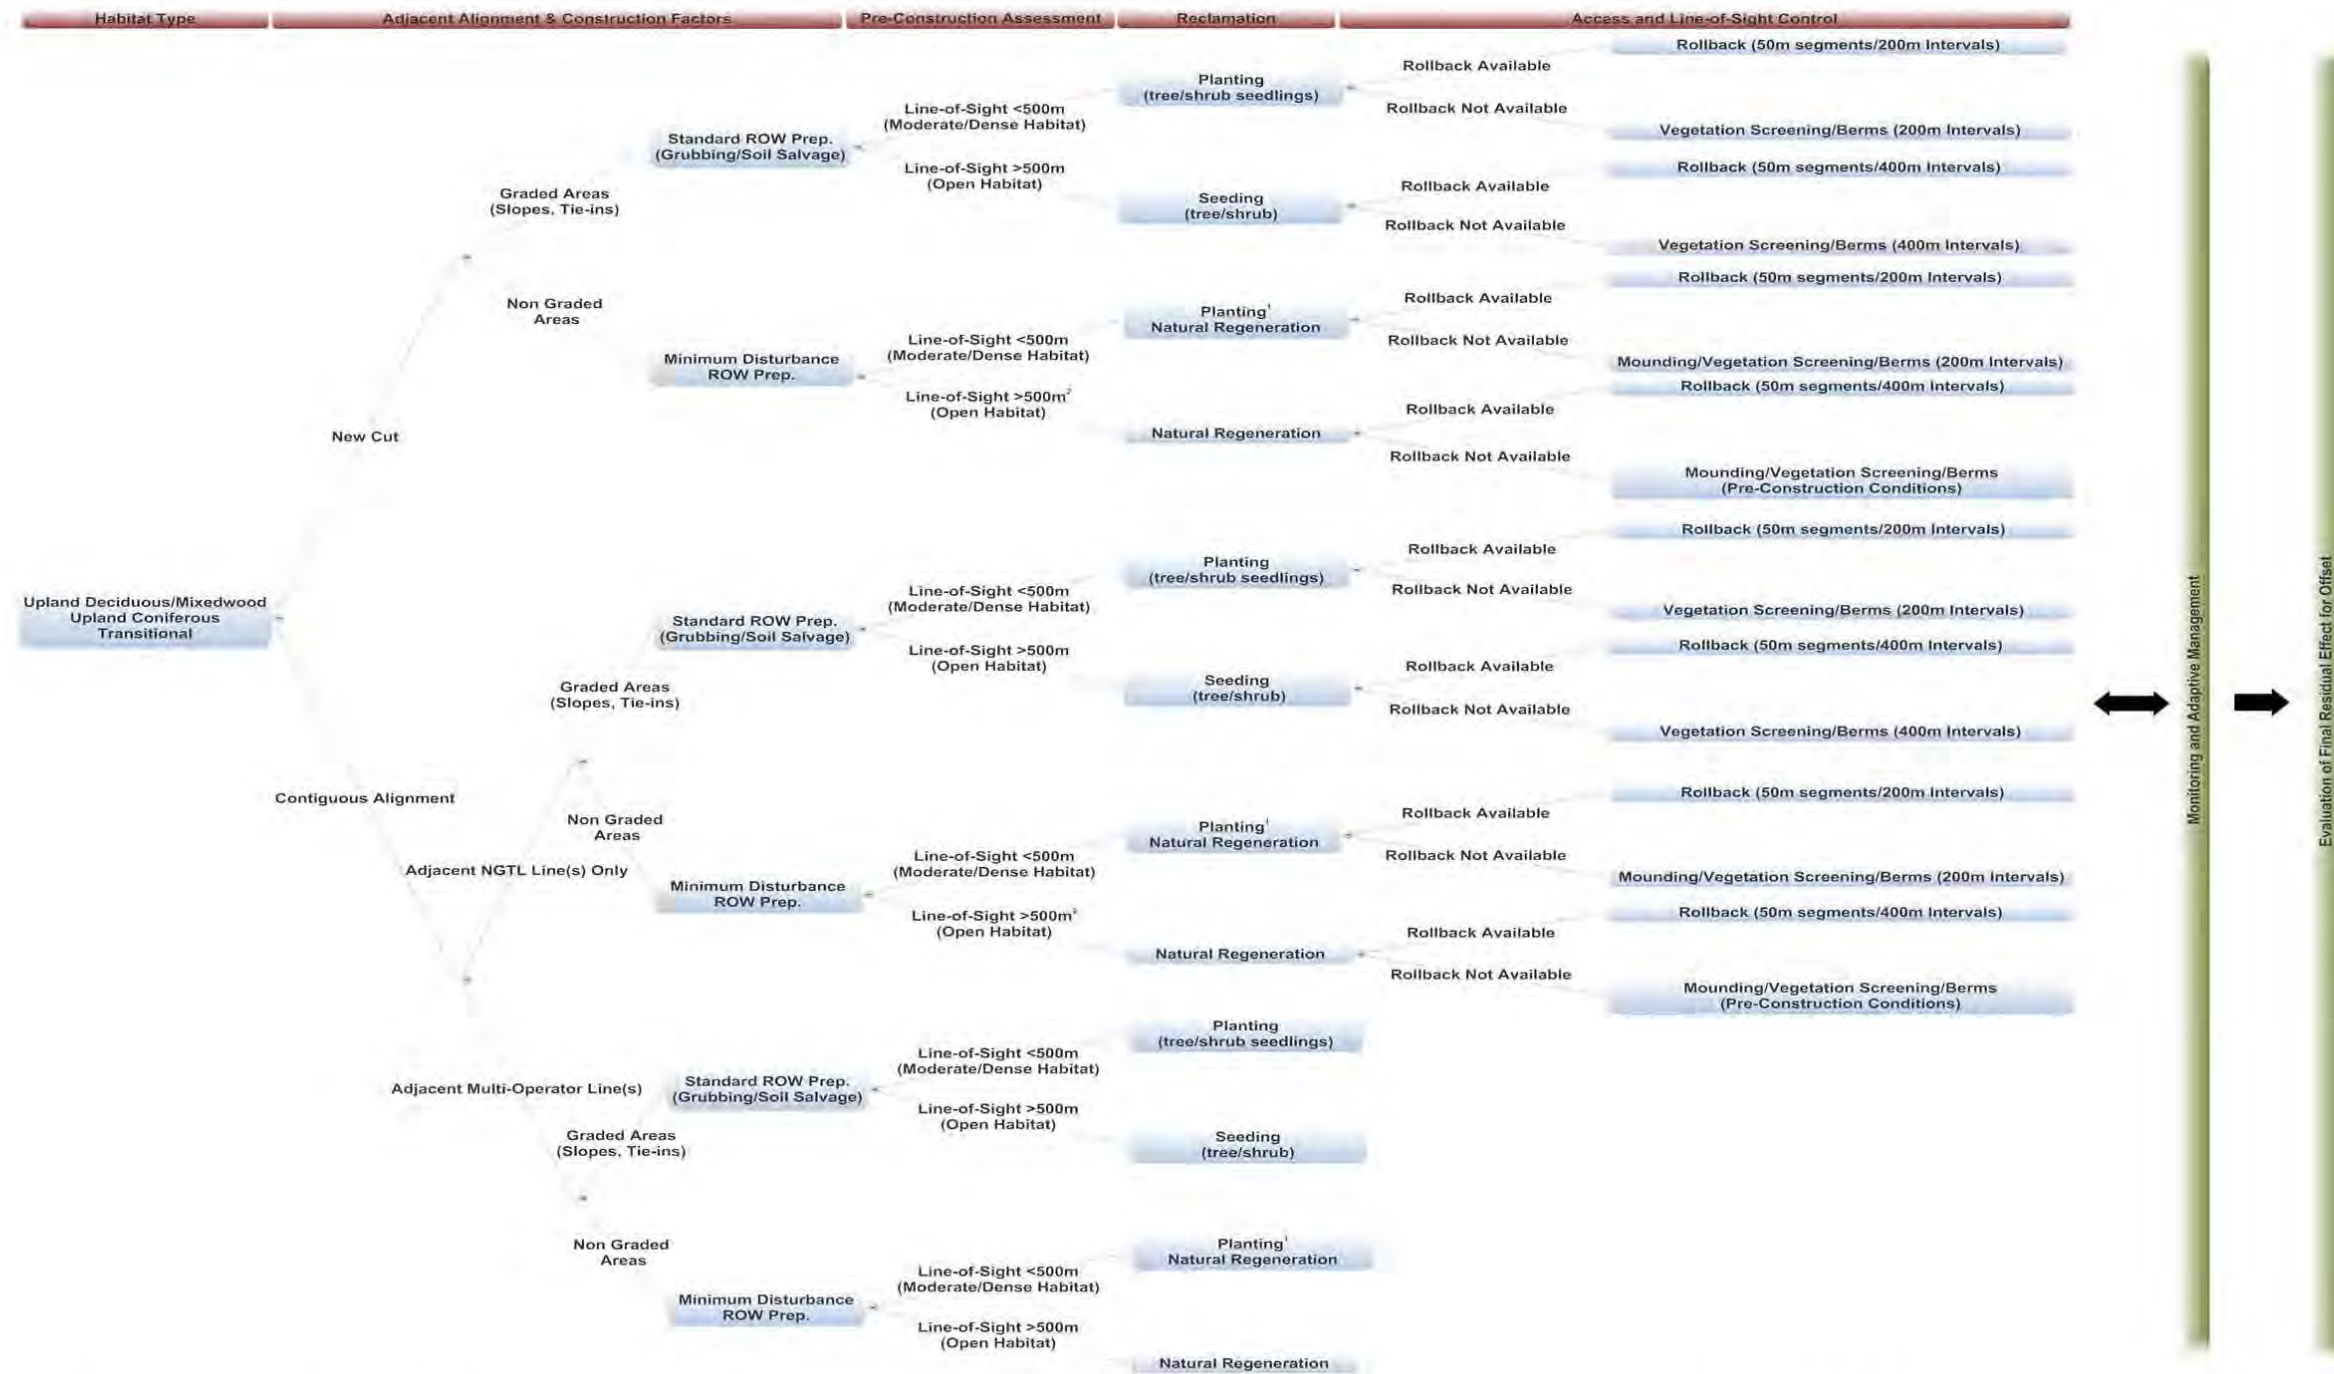 Habitat Type
Adjacent Alignment & Construction Factors
Pre-Construction Assessment
Reclamation
Access and Line-of-Sight Control
Upland Deciduous/Mixedwood
Upland Coniferous
Transitional
New Cut
Graded Areas
(Slopes, Tie-ins)
Standard ROW Prep.
(Grubbing/Soil Salvage)
Line-of-Sight <500m
(Moderate/Dense Habitat)
Planting
(tree/shrub seedlings)
Rollback Available
Rollback (50m segments/200m Intervals)
Rollback Not Available
Vegetation Screening/Berms (200m Intervals)
Line-of-Sight >500m
(Open Habitat)
Seeding
(tree/shrub)
Rollback Available
Rollback (50m segments/400m Intervals)
Rollback Not Available
Vegetation Screening/Berms (400m Intervals)
Non Graded
Areas
Minimum Disturbance
ROW Prep.
Line-of-Sight <500m
(Moderate/Dense Habitat)
Planting¹
Natural Regeneration
Rollback Available
Rollback (50m segments/200m Intervals)
Rollback Not Available
Mounding/Vegetation Screening/Berms (200m Intervals)
Line-of-Sight >500m²
(Open Habitat)
Natural Regeneration
Rollback Available
Rollback (50m segments/400m Intervals)
Rollback Not Available
Mounding/Vegetation Screening/Berms
(Pre-Construction Conditions)
Contiguous Alignment
Adjacent NGTL Line(s) Only
Graded Areas
(Slopes, Tie-ins)
Standard ROW Prep.
(Grubbing/Soil Salvage)
Line-of-Sight <500m
(Moderate/Dense Habitat)
Planting
(tree/shrub seedlings)
Rollback Available
Rollback (50m segments/200m Intervals)
Rollback Not Available
Vegetation Screening/Berms (200m Intervals)
Line-of-Sight >500m
(Open Habitat)
Seeding
(tree/shrub)
Rollback Available
Rollback (50m segments/400m Intervals)
Rollback Not Available
Vegetation Screening/Berms (400m Intervals)
Non Graded
Areas
Minimum Disturbance
ROW Prep.
Line-of-Sight <500m
(Moderate/Dense Habitat)
Planting¹
Natural Regeneration
Rollback Available
Rollback (50m segments/200m Intervals)
Rollback Not Available
Mounding/Vegetation Screening/Berms (200m Intervals)
Line-of-Sight >500m²
(Open Habitat)
Natural Regeneration
Rollback Available
Rollback (50m segments/400m Intervals)
Rollback Not Available
Mounding/Vegetation Screening/Berms
(Pre-Construction Conditions)
Adjacent Multi-Operator Line(s)
Graded Areas
(Slopes, Tie-ins)
Standard ROW Prep.
(Grubbing/Soil Salvage)
Line-of-Sight <500m
(Moderate/Dense Habitat)
Planting
(tree/shrub seedlings)
Line-of-Sight >500m
(Open Habitat)
Seeding
(tree/shrub)
Non Graded
Areas
Minimum Disturbance
ROW Prep.
Line-of-Sight <500m
(Moderate/Dense Habitat)
Planting¹
Natural Regeneration
Line-of-Sight >500m
(Open Habitat)
Natural Regeneration
Monitoring and Adaptive Management
Evaluation of Final Residual Effect for Offset